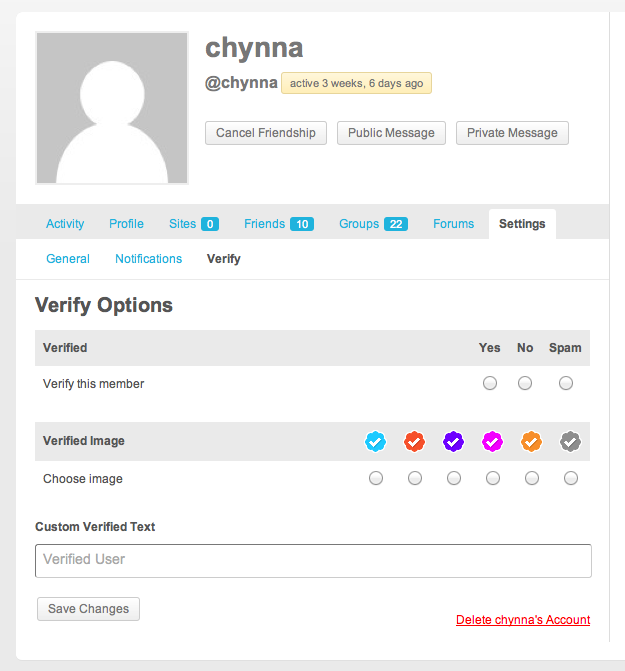 chynna
@chynna active 3 weeks, 6 days ago
Cancel Friendship Public Message Private Message
Activity Profile Sites 0 Friends 10 Groups 22 Forums Settings
General Notifications Verify
Verify Options
Verified Yes No Spam
Verify this member
Verified Image
Choose image
Custom Verified Text
Verified User
Save Changes
Delete chynna's Account